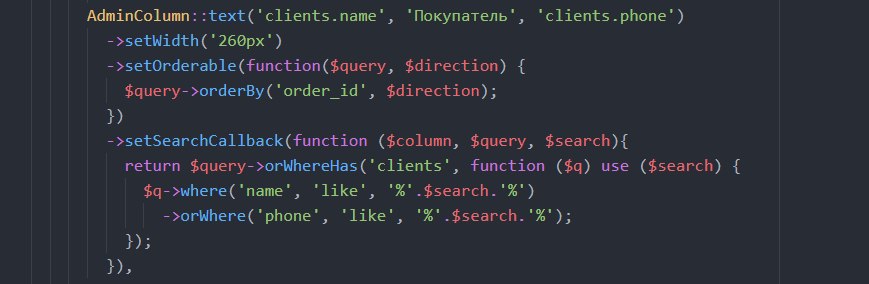 AdminColumn::text('clients.name', 'Покупатель', 'clients.phone')
->setWidth('260px')
->setOrderable(function($query, $direction) {
$query->orderBy('order_id', $direction);
})
->setSearchCallback(function ($column, $query, $search){
return $query->orWhereHas('clients', function ($q) use ($search) {
$q->where('name', 'like', '%'.$search.'%')
->orWhere('phone', 'like', '%'.$search.'%');
});
}),